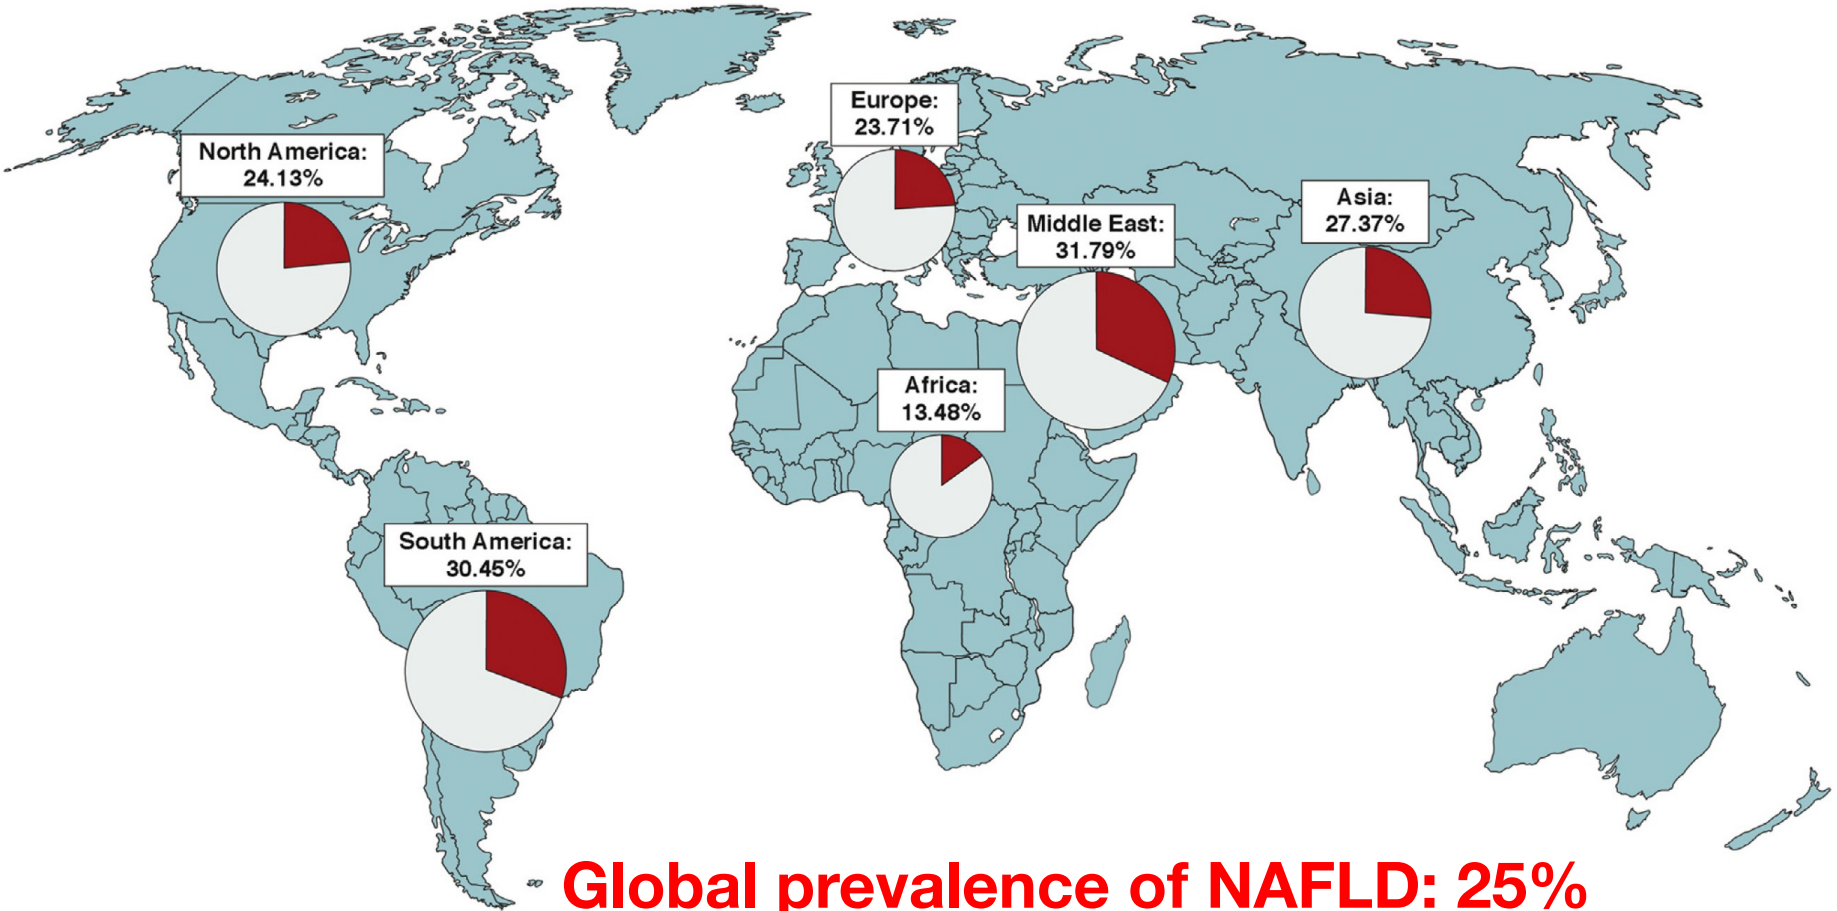 Europe:
23.71%
North America:
24.13%
Asia:
27.37%
Middle East:
31.79%
Africa:
13.48%
South America:
30.45%
Global prevalence of NAFLD: 25%